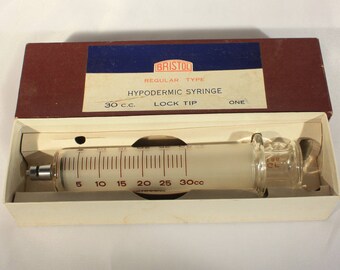 BRISTOL
REGULAR TYPE
HYPODERMIC SYRINGE
30 C.C. LOCK TIP ONE
5 10 15 20 25 30cc